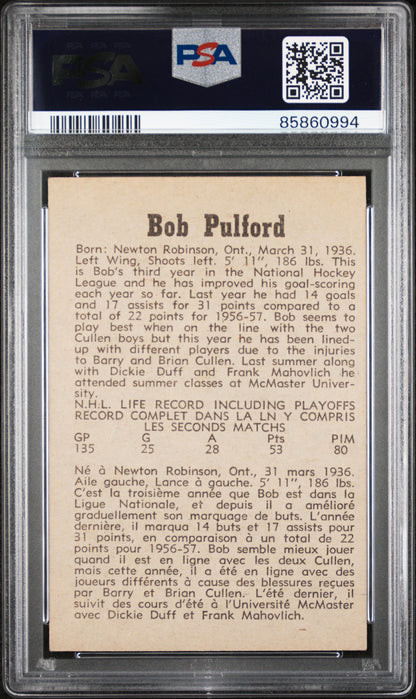 PSA
PSA
85860994
Bob Pulford
Born: Newton Robinson, Ont., March 31, 1936.
Left Wing, Shoots left. 5' 11", 186 lbs. This
is Bob's third year in the National Hockey
League and he has improved his goal-scoring
each year so far. Last year he had 14 goals
and 17 assists for 31 points compared to a
total of 22 points for 1956-57. Bob seems to
play best when on the line with the two
Cullen boys but this year he has been lined-
up with different players due to the injuries
to Barry and Brian Cullen. Last summer along
with Dickie Duff and Frank Mahovlich he
attended summer classes at McMaster Univer-
sity.
N.H.L. LIFE RECORD INCLUDING PLAYOFFS
RECORD COMPLET DANS LA LN Y COMPRIS
LES SECONDS MATCHS
GP G A Pts PIM
135 25 28 53 80
Né à Newton Robinson, Ont., 31 mars 1936.
Aile gauche, Lance à gauche. 5' 11", 186 lbs.
C'est la troisième année que Bob est dans la
Ligue Nationale, et depuis il a amélioré
graduellement son marquage de buts. L'année
dernière, il marqua 14 buts et 17 assists pour
31 points, en comparaison à un total de 22
points pour 1956-57. Bob semble mieux jouer
quand il est en ligne avec les deux Cullen,
mais cette année, il a été en ligne avec des
joueurs différents à cause des blessures reçues
par Barry et Brian Cullen. L'été dernier, il
suivit des cours d'été à l'Université McMaster
avec Dickie Duff et Frank Mahovlich.